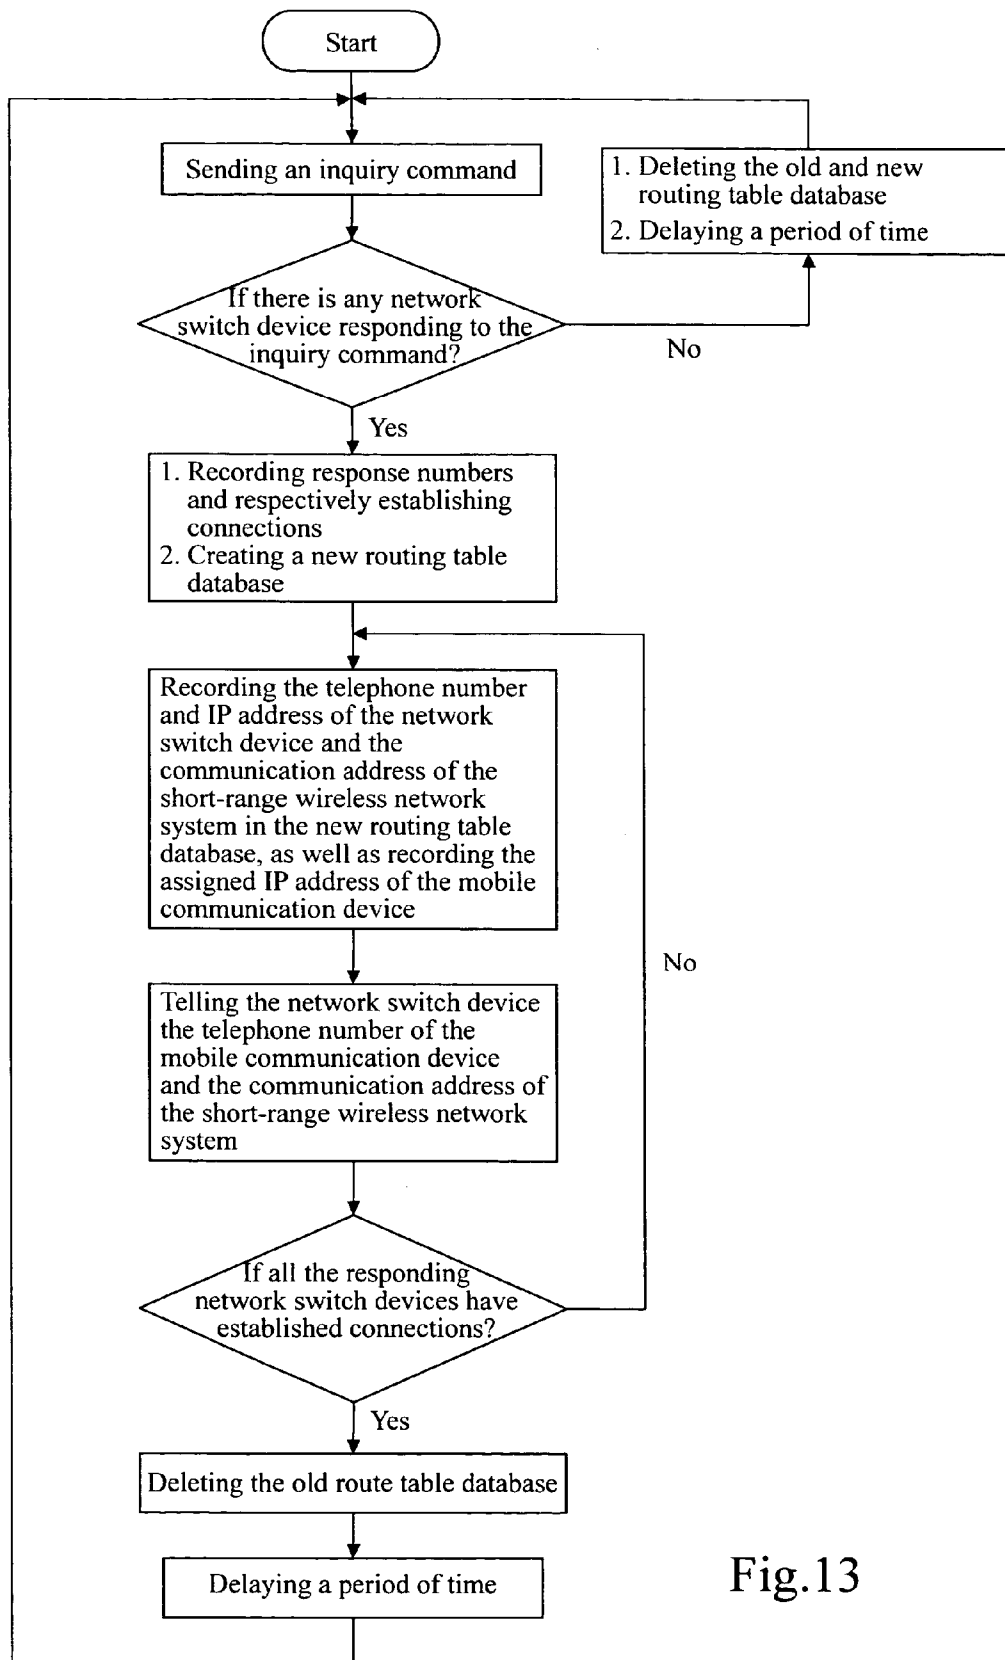 Start
Sending an inquiry command
1. Deleting the old and new
routing table database
2. Delaying a period of time
If there is any network
switch device responding to the
inquiry command?
No
Yes
1. Recording response numbers
and respectively establishing
connections
2. Creating a new routing table
database
Recording the telephone number
and IP address of the network
switch device and the
communication address of the
short-range wireless network
system in the new routing table
database, as well as recording the
assigned IP address of the mobile
communication device
No
Telling the network switch device
the telephone number of the
mobile communication device
and the communication address of
the short-range wireless network
system
If all the responding
network switch devices have
established connections?
Yes
Deleting the old route table database
Delaying a period of time
Fig.13